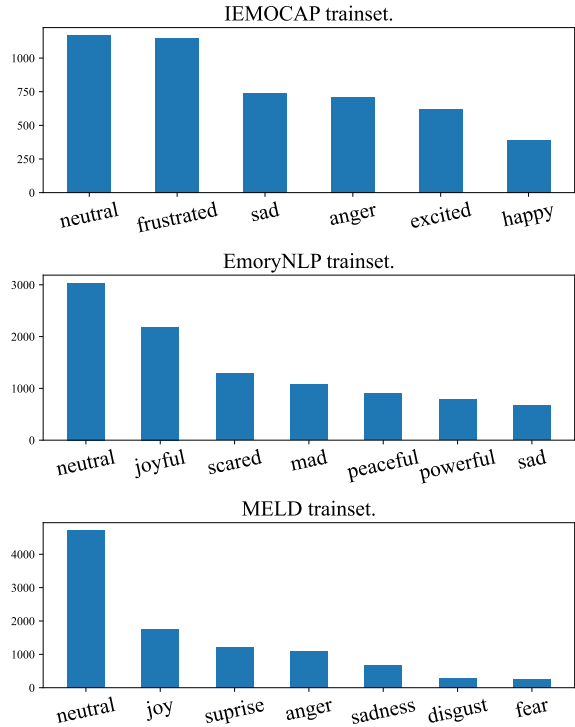 IEMOCAP trainset.
1000
750
500
250
0
neutral frustrated sad anger excited happy
EmoryNLP trainset.
3000
2000
1000
0
neutral joyful scared mad peaceful powerful sad
MELD trainset.
4000
3000
2000
1000
0
neutral joy suprise anger sadness disgust fear